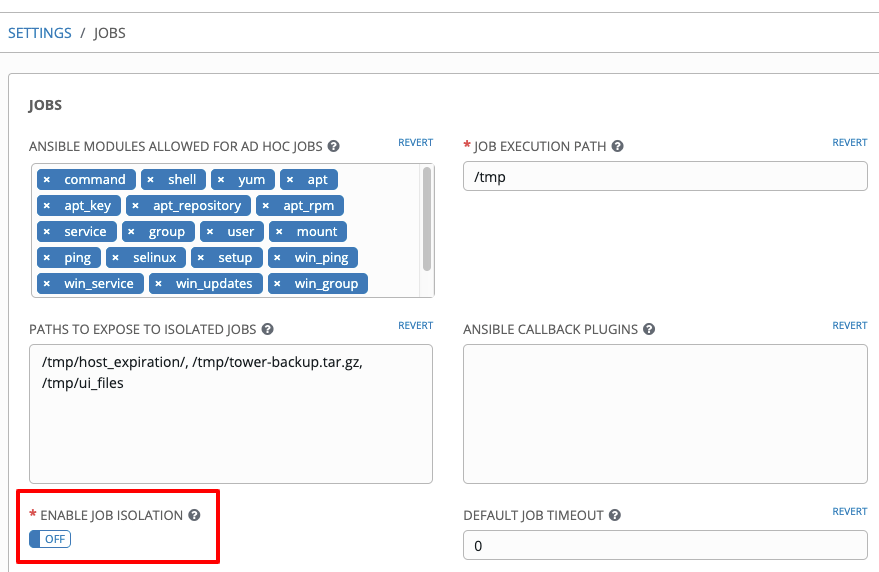 SETTINGS / JOBS
JOBS
ANSIBLE MODULES ALLOWED FOR AD HOC JOBS ? REVERT
× command × shell × yum × apt
× apt_key × apt_repository × apt_rpm
× service × group × user × mount
× ping × selinux × setup × win_ping
× win_service × win_updates × win_group
* JOB EXECUTION PATH ? REVERT
/tmp
PATHS TO EXPOSE TO ISOLATED JOBS ? REVERT
/tmp/host_expiration/, /tmp/tower-backup.tar.gz,
/tmp/ui_files
ANSIBLE CALLBACK PLUGINS ? REVERT
* ENABLE JOB ISOLATION ?
OFF
DEFAULT JOB TIMEOUT ? REVERT
0